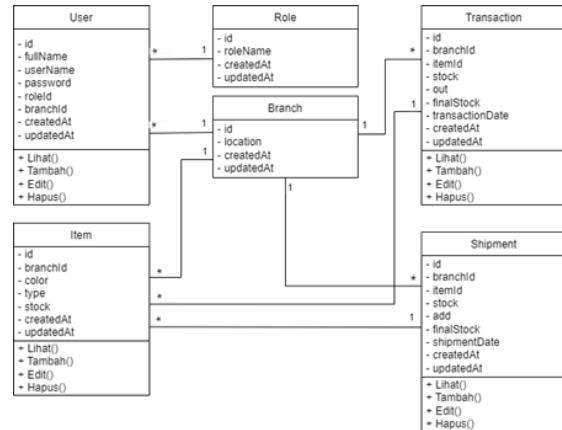 User
- id
- fullName
- userName
- password
- roleId
- branchId
- createdAt
- updatedAt
+ Lihat()
+ Tambah()
+ Edit()
+ Hapus()
Role
- id
- roleName
- createdAt
- updatedAt
Transaction
- id
- branchId
- itemId
- stock
- out
- finalStock
- transactionDate
- createdAt
- updatedAt
+ Lihat()
+ Tambah()
+ Edit()
+ Hapus()
Branch
- id
- location
- createdAt
- updatedAt
Item
- id
- branchId
- color
- type
- stock
- createdAt
- updatedAt
+ Lihat()
+ Tambah()
+ Edit()
+ Hapus()
Shipment
- id
- branchId
- itemId
- stock
- add
- finalStock
- shipmentDate
- createdAt
- updatedAt
+ Lihat()
+ Tambah()
+ Edit()
+ Hapus()
* 1
* 1
1
*
1
*
1
*
1
*
* 1